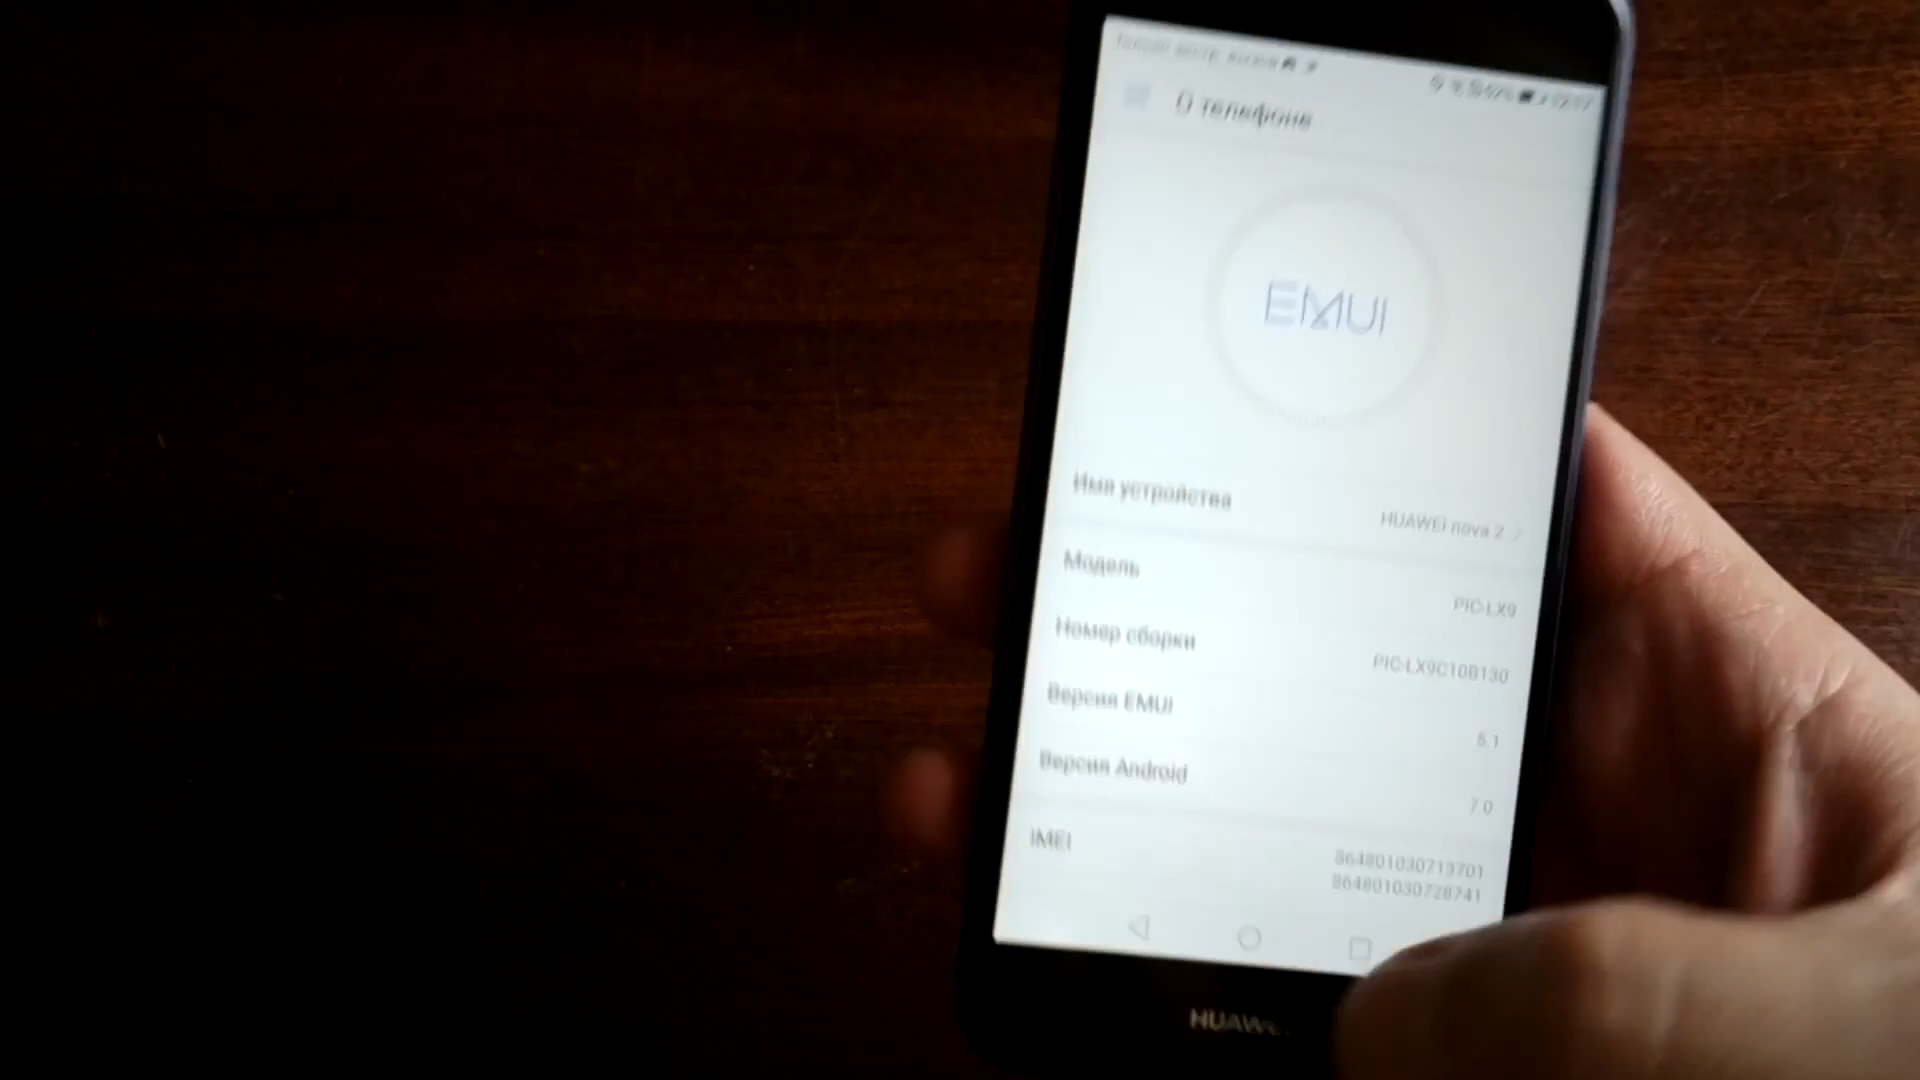 О телефоне
EMUI
Имя устройства
HUAWEI nova 2
Модель
PIC-LX9
Номер сборки
PIC-LX9C10B130
Версия EMUI
5.1
Версия Android
7.0
IMEI
864801030713701
864801030728741
HUAWEI